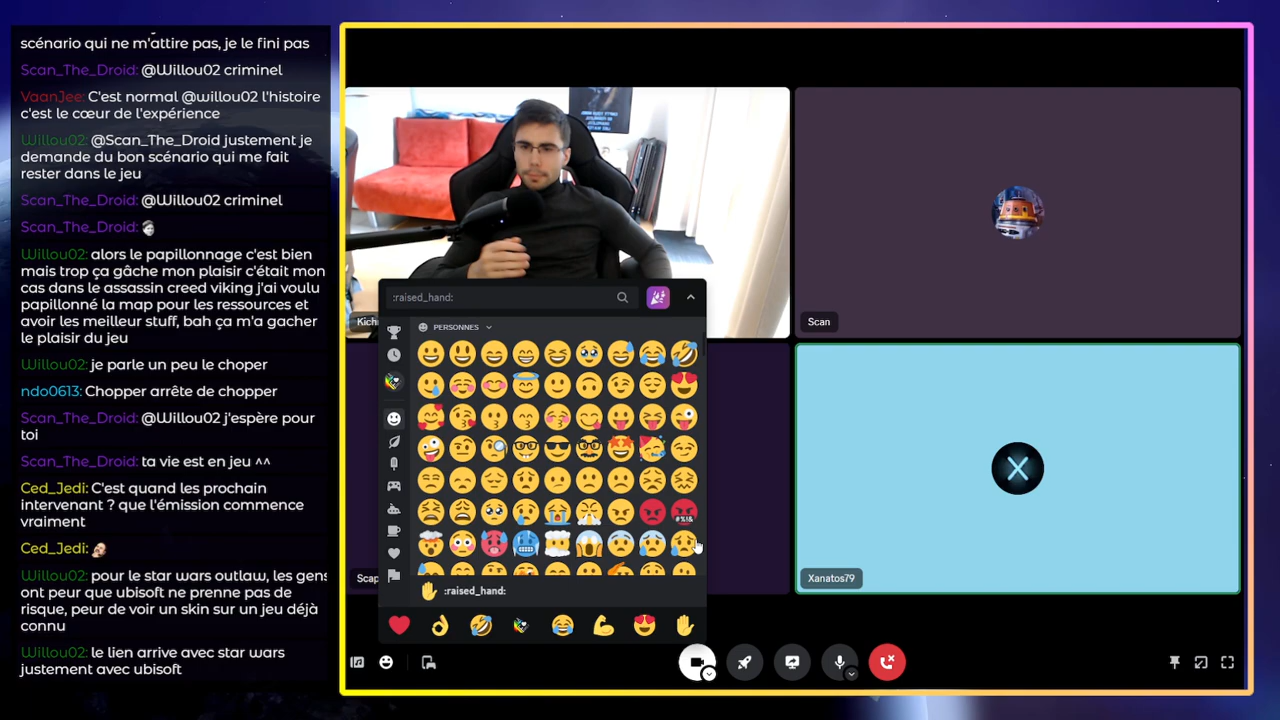 scénario qui ne m'attire pas, je le fini pas
Scan_The_Droid: @Willou02 criminel
VaanJee: C'est normal @willou02 l'histoire
c'est le cœur de l'expérience
Willou02: @Scan_The_Droid justement je
demande du bon scénario qui me fait
rester dans le jeu
Scan_The_Droid: @Willou02 criminel
Scan_The_Droid:
Willou02: alors le papillonnage c'est bien
mais trop ça gâche mon plaisir c'était mon
cas dans le assassin creed viking j'ai voulu
papillonné la map pour les ressources et
avoir les meilleur stuff, bah ça m'a gacher
le plaisir du jeu
Willou02: je parle un peu le choper
ndo0613: Chopper arrête de chopper
Scan_The_Droid: @Willou02 j'espère pour
toi
Scan_The_Droid: ta vie est en jeu ^^
Ced_Jedi: C'est quand les prochain
intervenant ? que l'émission commence
vraiment
Ced_Jedi:
Willou02: pour le star wars outlaw, les gens
ont peur que ubisoft ne prenne pas de
risque, peur de voir un skin sur un jeu déjà
connu
Willou02: le lien arrive avec star wars
justement avec ubisoft
Kich
Scan
:raised_hand:
PERSONNES
#%!&
:raised_hand:
Scap
X
Xanatos79